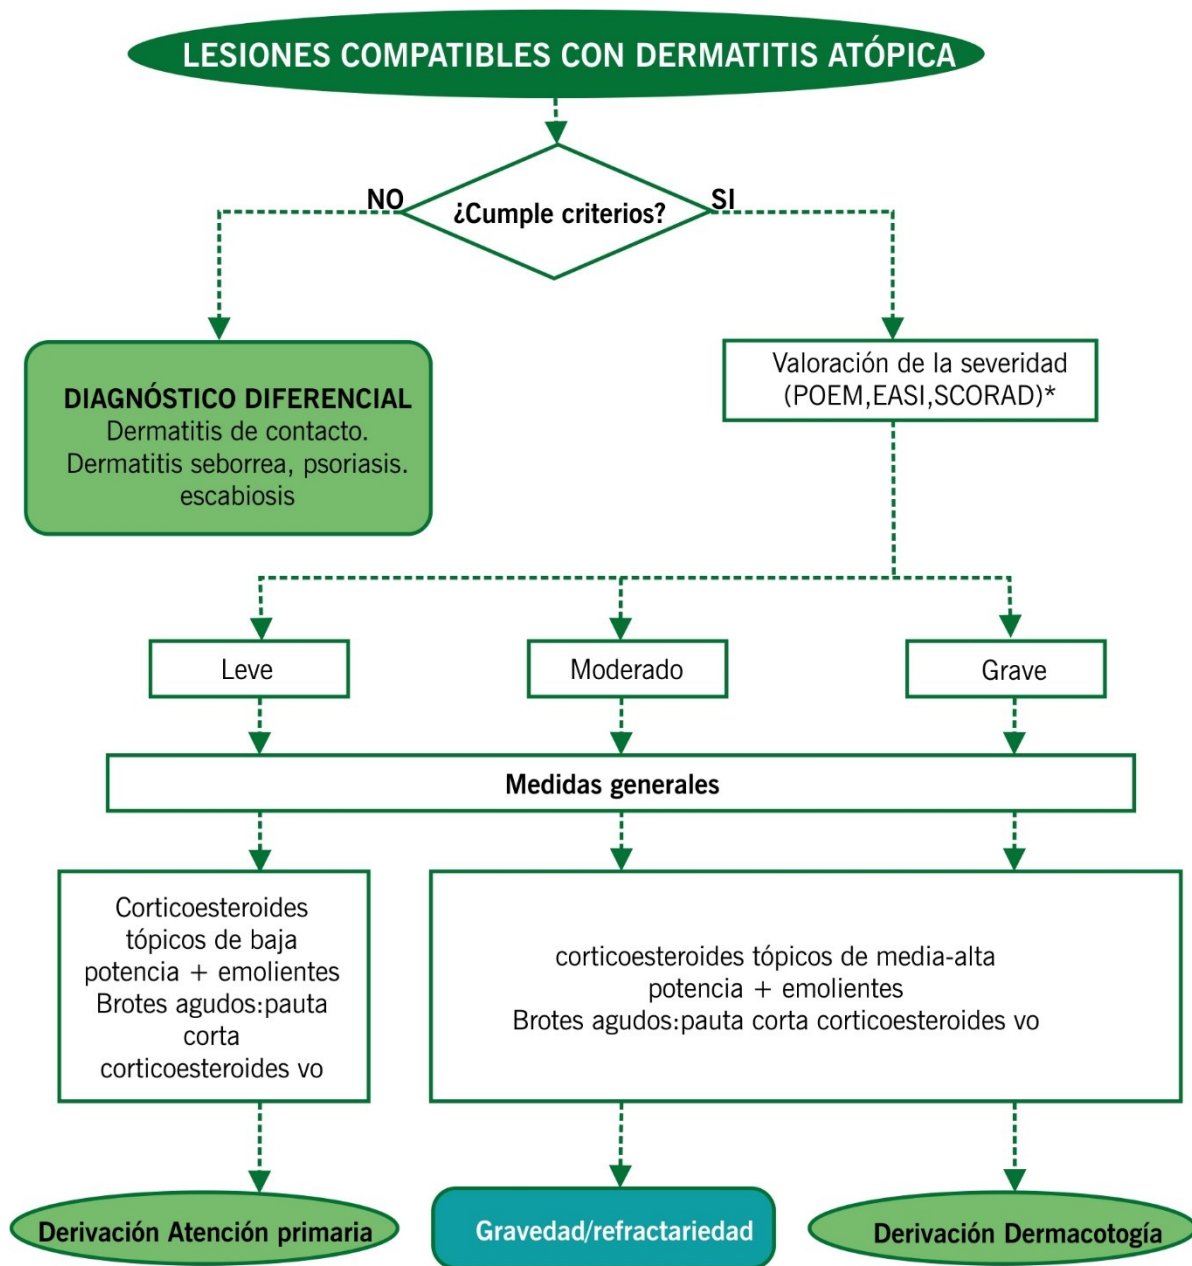 LESIONES COMPATIBLES CON DERMATITIS ATÓPICA
NO
SI
¿Cumple criterios?
DIAGNÓSTICO DIFERENCIAL
Dermatitis de contacto.
Dermatitis seborrea, psoriasis.
escabiosis
Valoración de la severidad
(POEM,EASI,SCORAD)*
Leve
Moderado
Grave
Medidas generales
Corticoesteroides
tópicos de baja
potencia + emolientes
Brotes agudos:pauta
corta
corticoesteroides vo
corticoesteroides tópicos de media-alta
potencia + emolientes
Brotes agudos:pauta corta corticoesteroides vo
Derivación Atención primaria
Gravedad/refractariedad
Derivación Dermacotogía